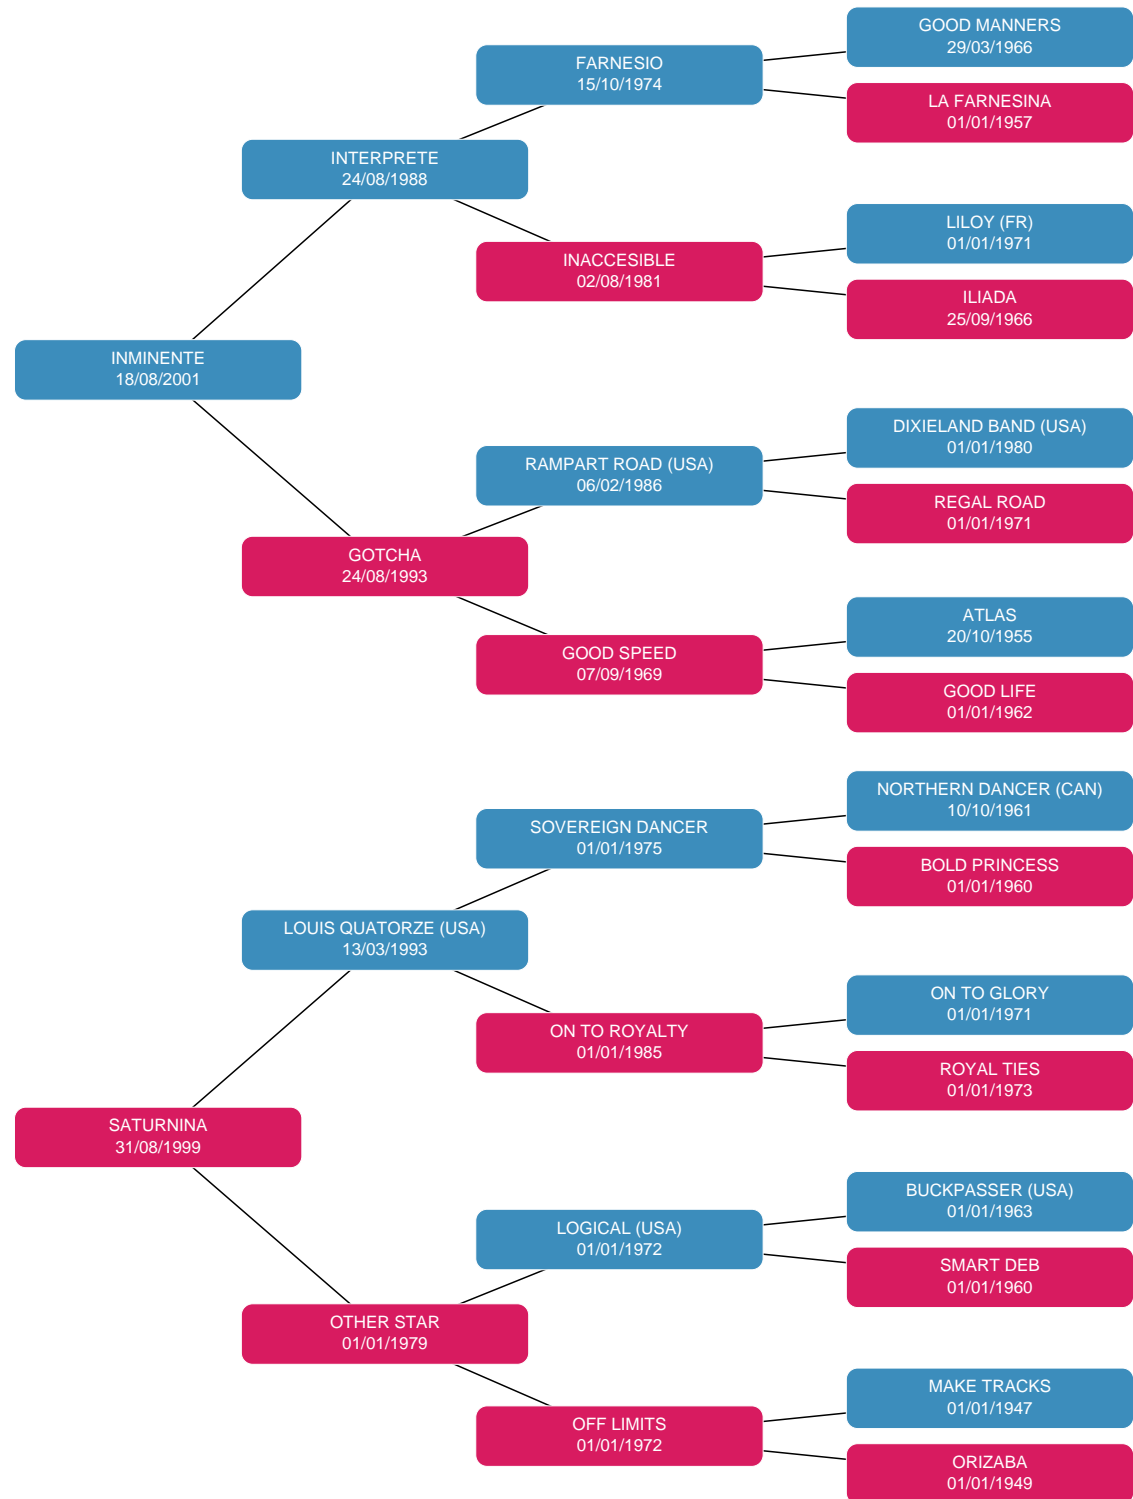 GOOD MANNERS
29/03/1966
FARNESIO
15/10/1974
LA FARNESINA
01/01/1957
INTERPRETE
24/08/1988
LILOY (FR)
01/01/1971
INACCESIBLE
02/08/1981
ILIADA
25/09/1966
INMINENTE
18/08/2001
DIXIELAND BAND (USA)
01/01/1980
RAMPART ROAD (USA)
06/02/1986
REGAL ROAD
01/01/1971
GOTCHA
24/08/1993
ATLAS
20/10/1955
GOOD SPEED
07/09/1969
GOOD LIFE
01/01/1962
NORTHERN DANCER (CAN)
10/10/1961
SOVEREIGN DANCER
01/01/1975
BOLD PRINCESS
01/01/1960
LOUIS QUATORZE (USA)
13/03/1993
ON TO GLORY
01/01/1971
ON TO ROYALTY
01/01/1985
ROYAL TIES
01/01/1973
SATURNINA
31/08/1999
BUCKPASSER (USA)
01/01/1963
LOGICAL (USA)
01/01/1972
SMART DEB
01/01/1960
OTHER STAR
01/01/1979
MAKE TRACKS
01/01/1947
OFF LIMITS
01/01/1972
ORIZABA
01/01/1949